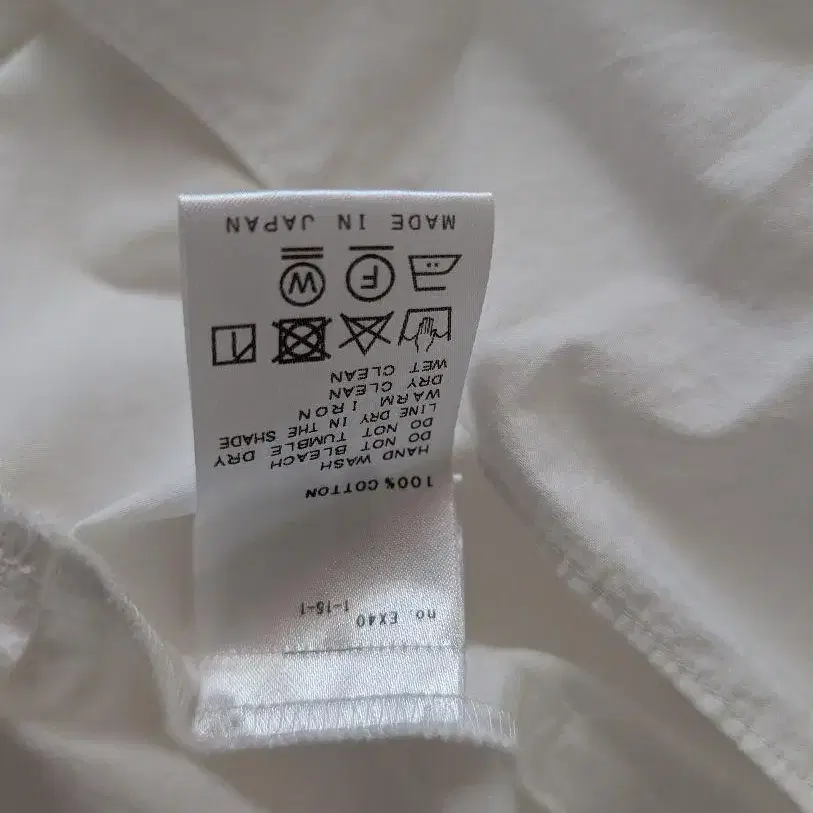 no. EX40 1-15-1
100% COTTON
HAND WASH
DO NOT BLEACH
DO NOT TUMBLE DRY
LINE DRY IN THE SHADE
WARM IRON
DRY CLEAN
WET CLEAN
F W
MADE IN JAPAN